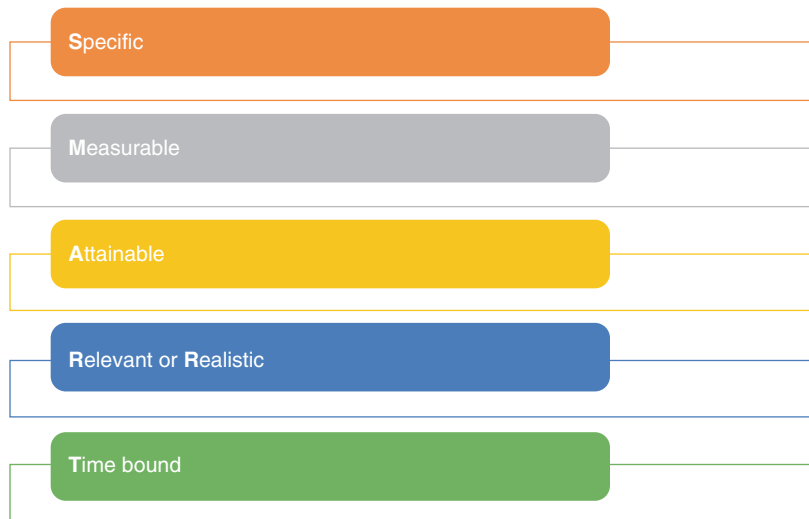 Specific
Measurable
Attainable
Relevant or Realistic
Time bound